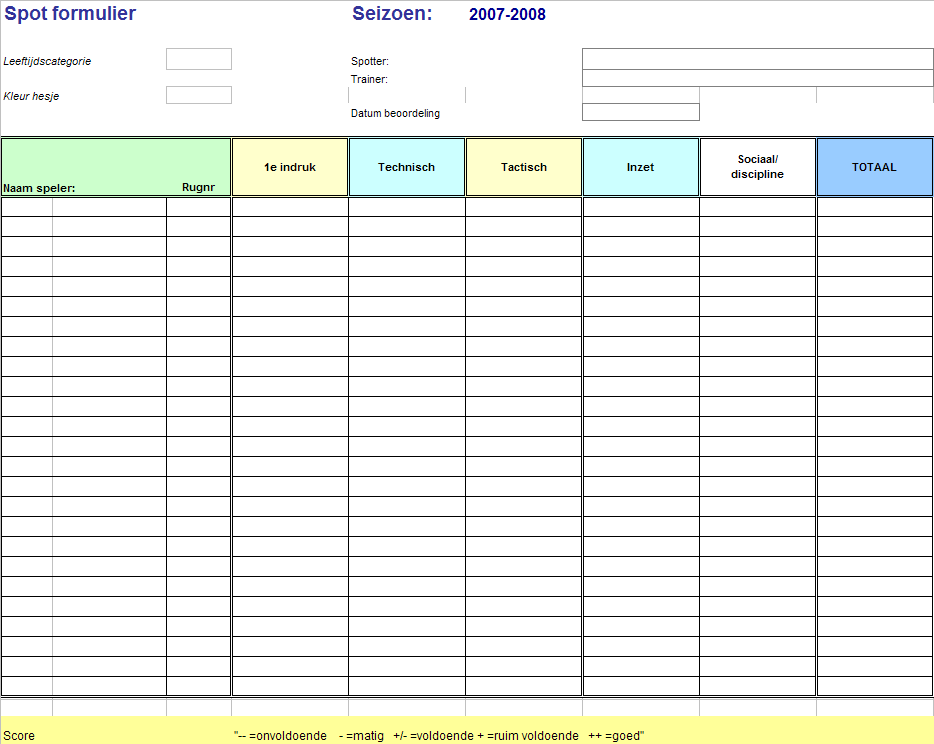 Spot formulier Seizoen: 2007-2008
Leeftijdscategorie Spotter:
Trainer:
Kleur hesje
Datum beoordeling
Naam speler: Rugnr 1e indruk Technisch Tactisch Inzet Sociaal/ discipline TOTAAL
Score "-- =onvoldoende - =matig +/- =voldoende + =ruim voldoende ++ =goed"